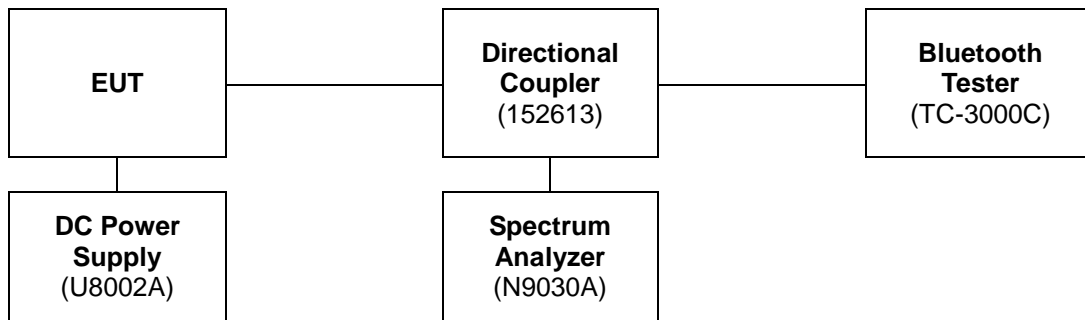 EUT
Directional
Coupler
(152613)
Bluetooth
Tester
(TC-3000C)
DC Power
Supply
(U8002A)
Spectrum
Analyzer
(N9030A)